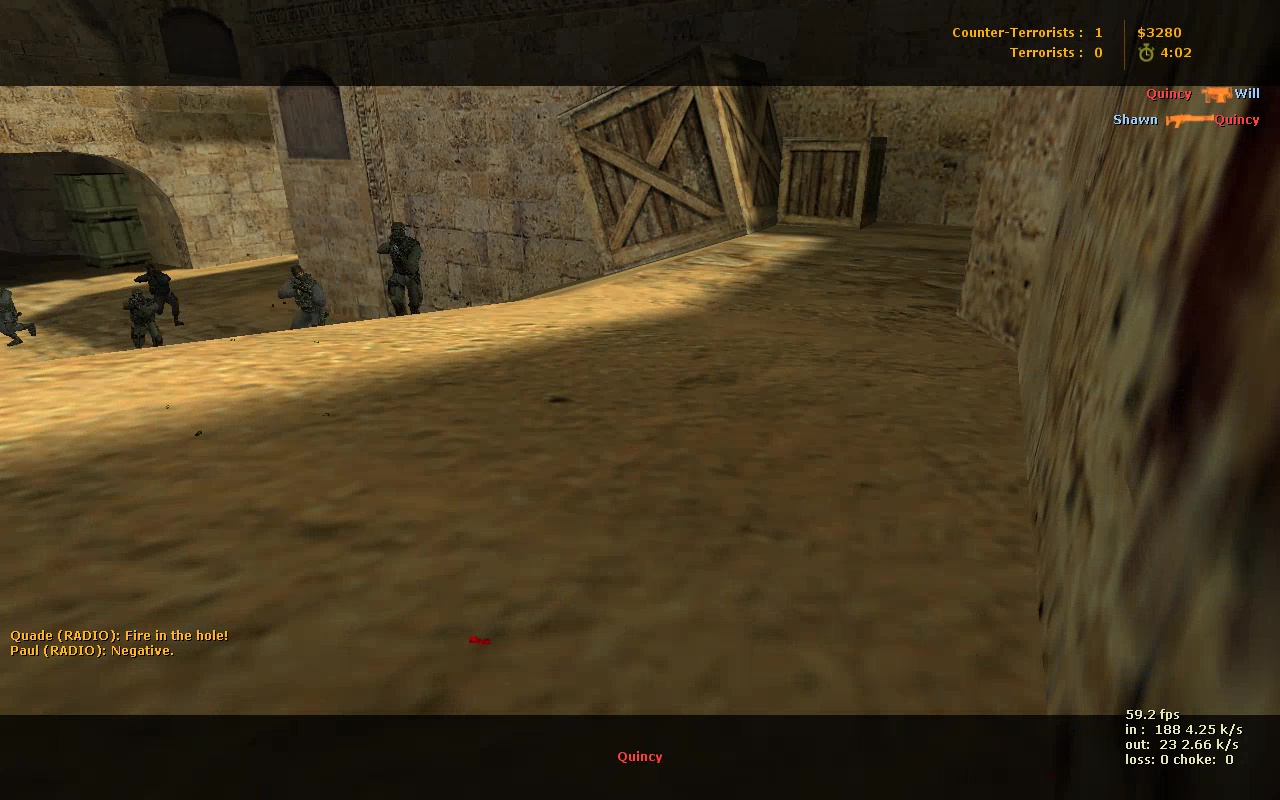 Counter-Terrorists : 1 $3280
Terrorists : 0 4:02
Quincy Will
Shawn Quincy
Quade (RADIO): Fire in the hole!
Paul (RADIO): Negative.
59.2 fps
in : 188 4.25 k/s
out: 23 2.66 k/s
loss: 0 choke: 0
Quincy